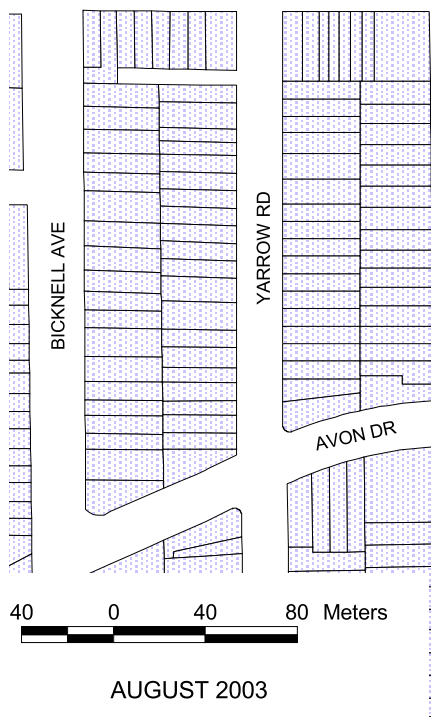 BICKNELL AVE
YARROW RD
AVON DR
40 0 40 80 Meters
AUGUST 2003